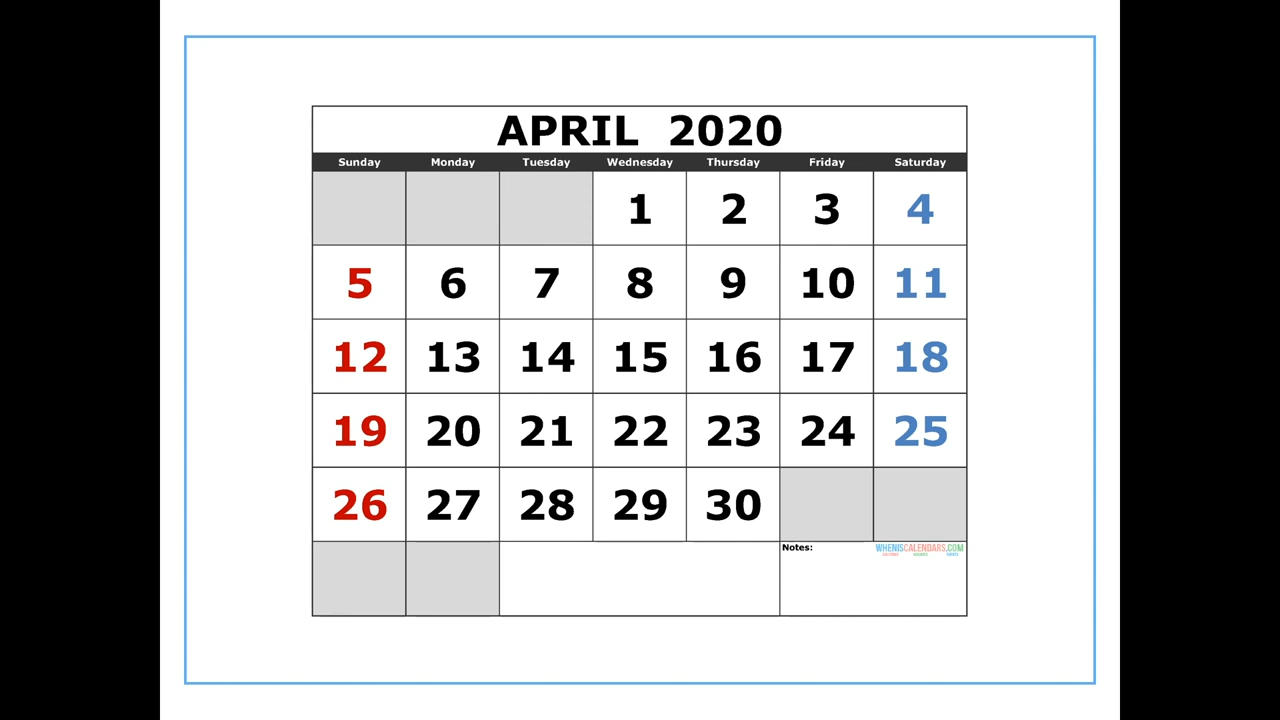 APRIL 2020
Sunday Monday Tuesday Wednesday Thursday Friday Saturday
1 2 3 4
5 6 7 8 9 10 11
12 13 14 15 16 17 18
19 20 21 22 23 24 25
26 27 28 29 30
Notes: WHENISCALENDARS.COM